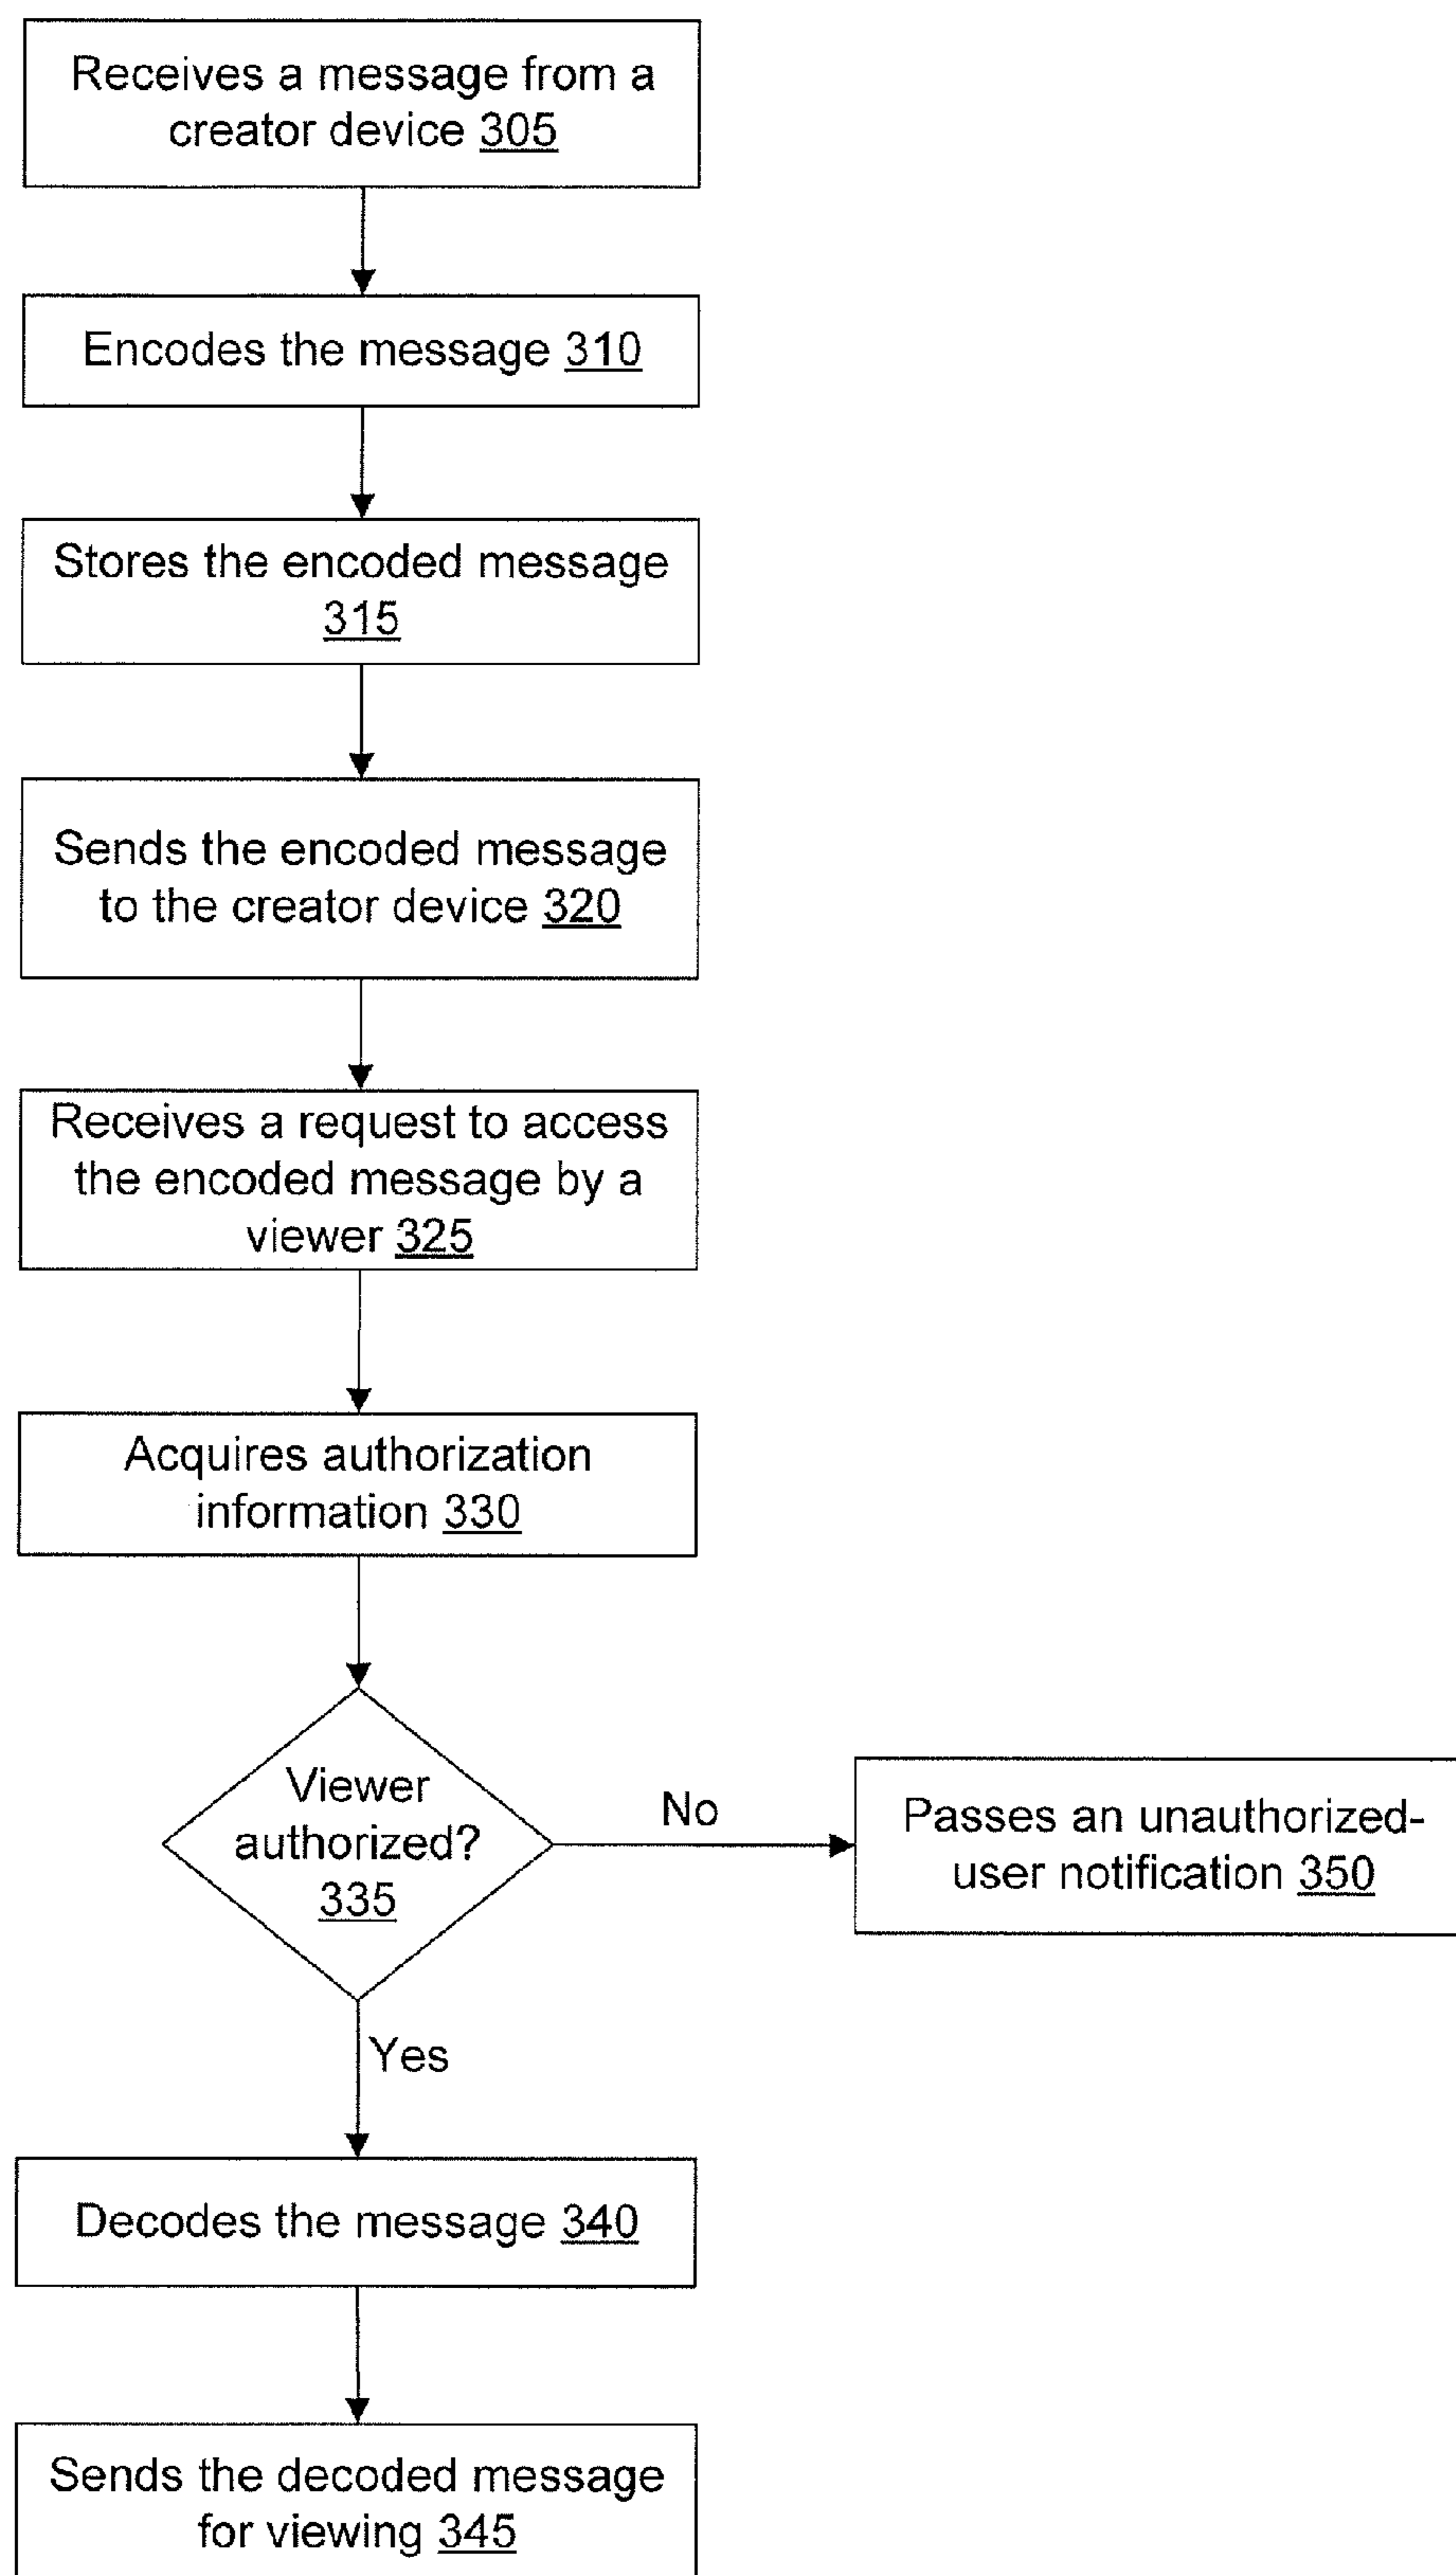 Receives a message from a
creator device 305
Encodes the message 310
Stores the encoded message
315
Sends the encoded message
to the creator device 320
Receives a request to access
the encoded message by a
viewer 325
Acquires authorization
information 330
Viewer
authorized?
335
No
Passes an unauthorized-
user notification 350
Yes
Decodes the message 340
Sends the decoded message
for viewing 345